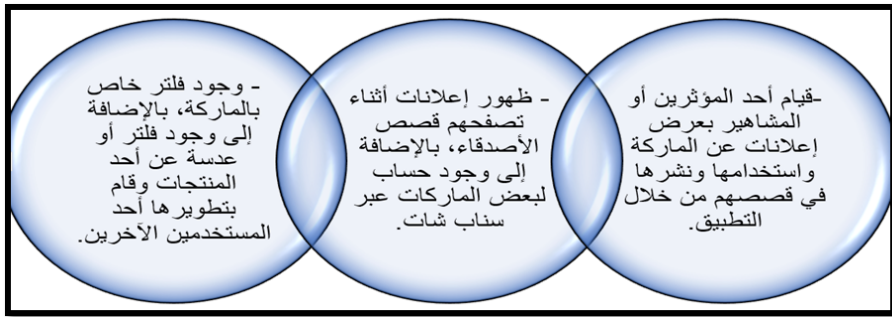 -قيام أحد المؤثرين أو
المشاهير بعرض
إعلانات عن الماركة
واستخدامها ونشرها
في قصصهم من خلال
التطبيق.
- ظهور إعلانات أثناء
تصفحهم قصص
الأصدقاء، بالإضافة
إلى وجود حساب
لبعض الماركات عبر
سناب شات.
- وجود فلتر خاص
بالماركة، بالإضافة
إلى وجود فلتر أو
عدسة عن أحد
المنتجات وقام
بتطويرها أحد
المستخدمين الآخرين.